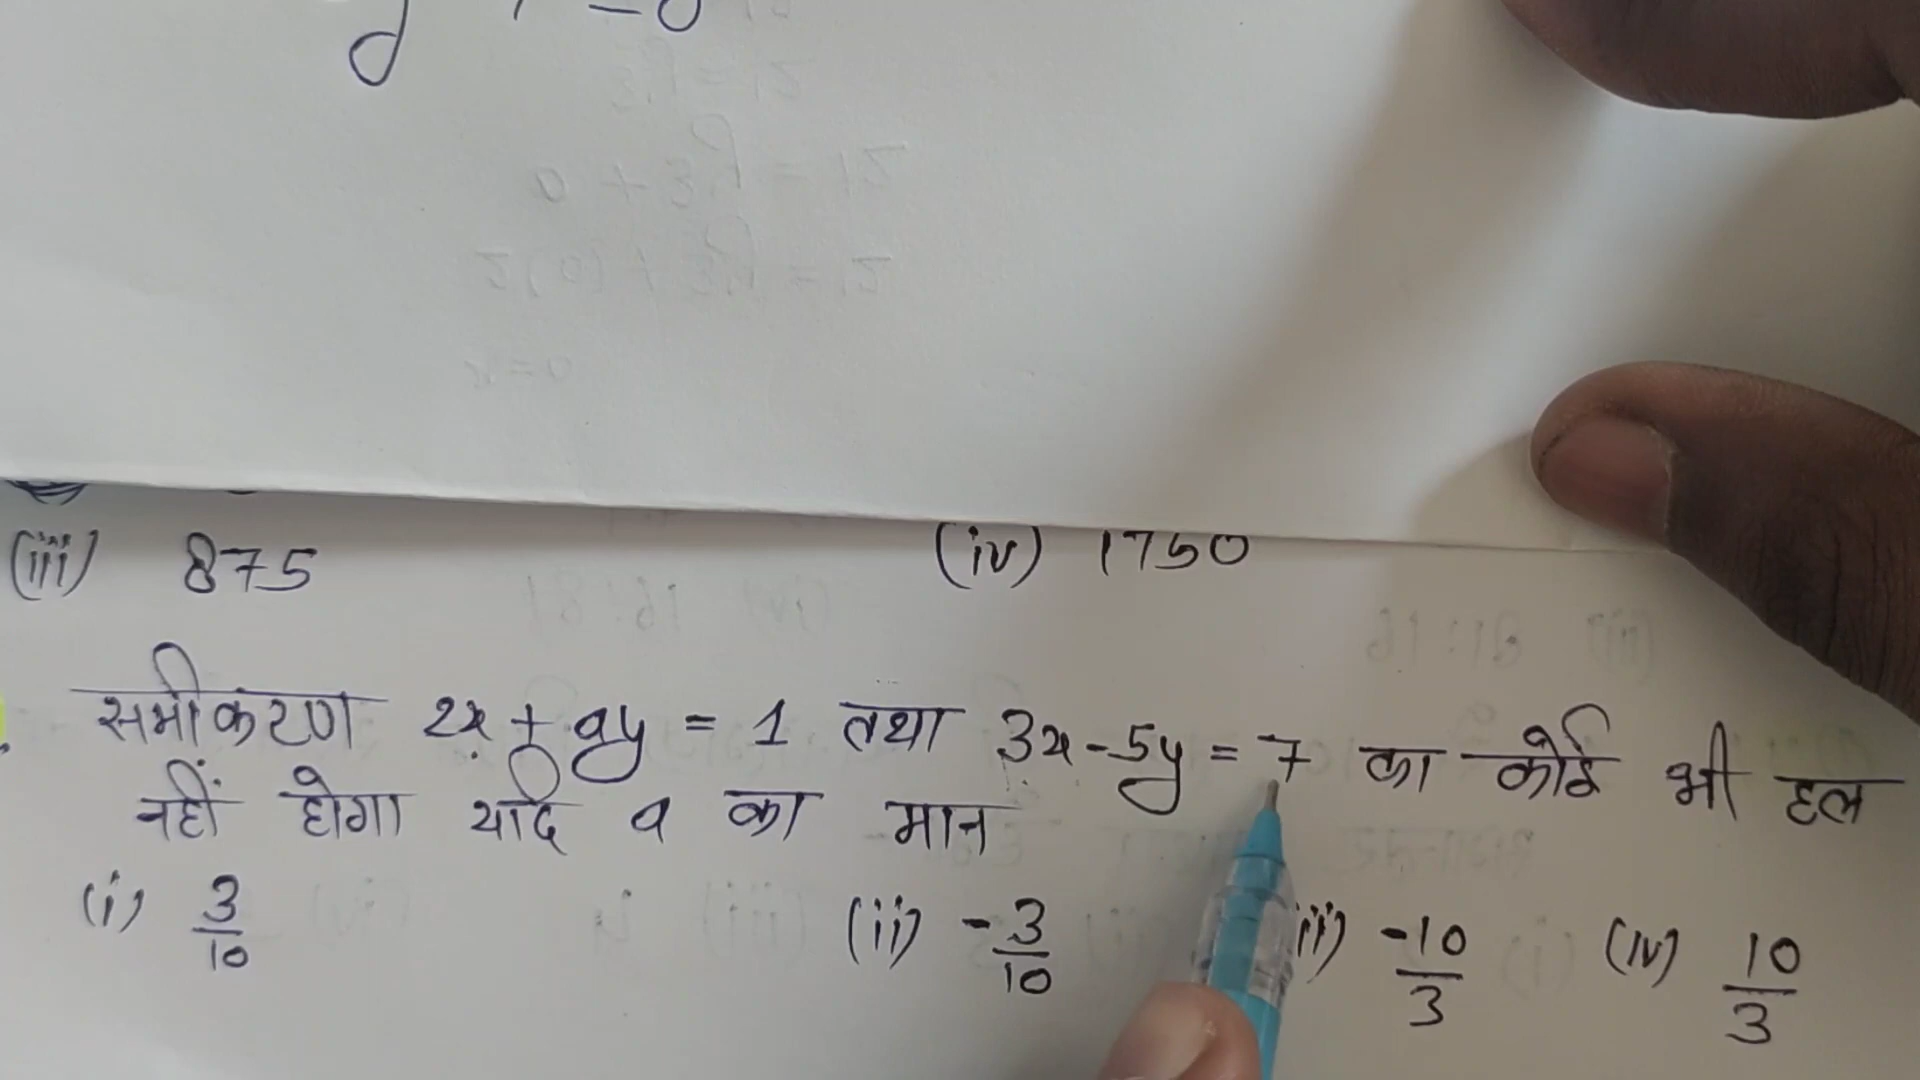 (iii) 875 (iv) 1750
समीकरण 2x + ay = 1 तथा 3x - 5y = 7 का कोई भी हल
नहीं होगा यदि a का मान
(i) 3/10 (ii) -3/10 (iii) -10/3 (iv) 10/3